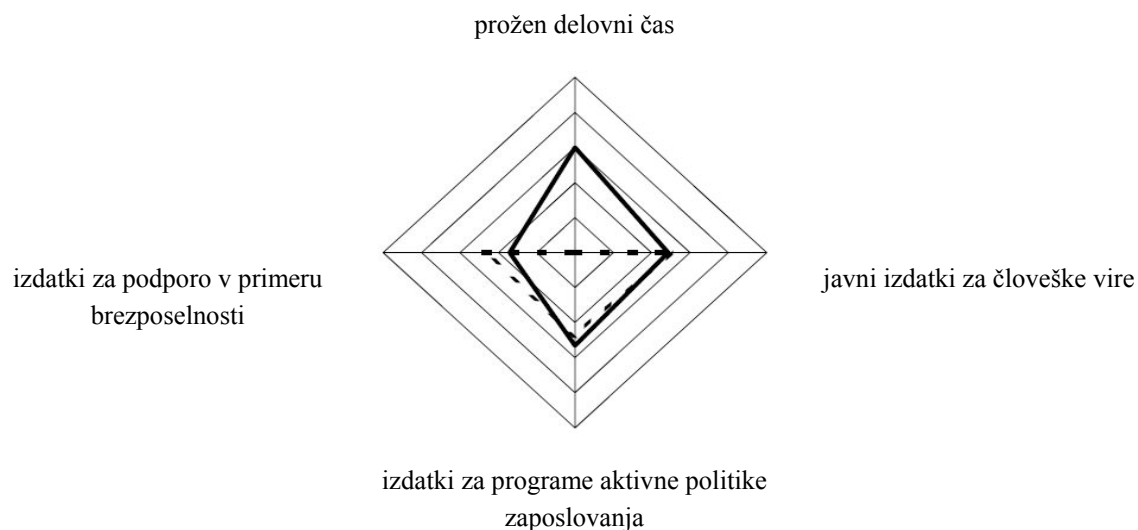 prožen delovni čas
izdatki za podporo v primeru
brezposelnosti
javni izdatki za človeške vire
izdatki za programe aktivne politike
zaposlovanja